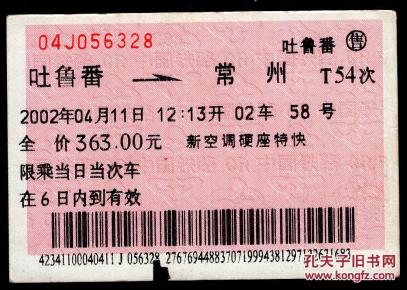 04J056328
吐鲁番 售
吐鲁番 常州 T54次
2002年04月11日 12:13开 02车 58号
全 价363.00元 新空调硬座特快
限乘当日当次车
在6日内到有效
42341100040411 J 056328
孔夫子旧书网
www.kongfz.com